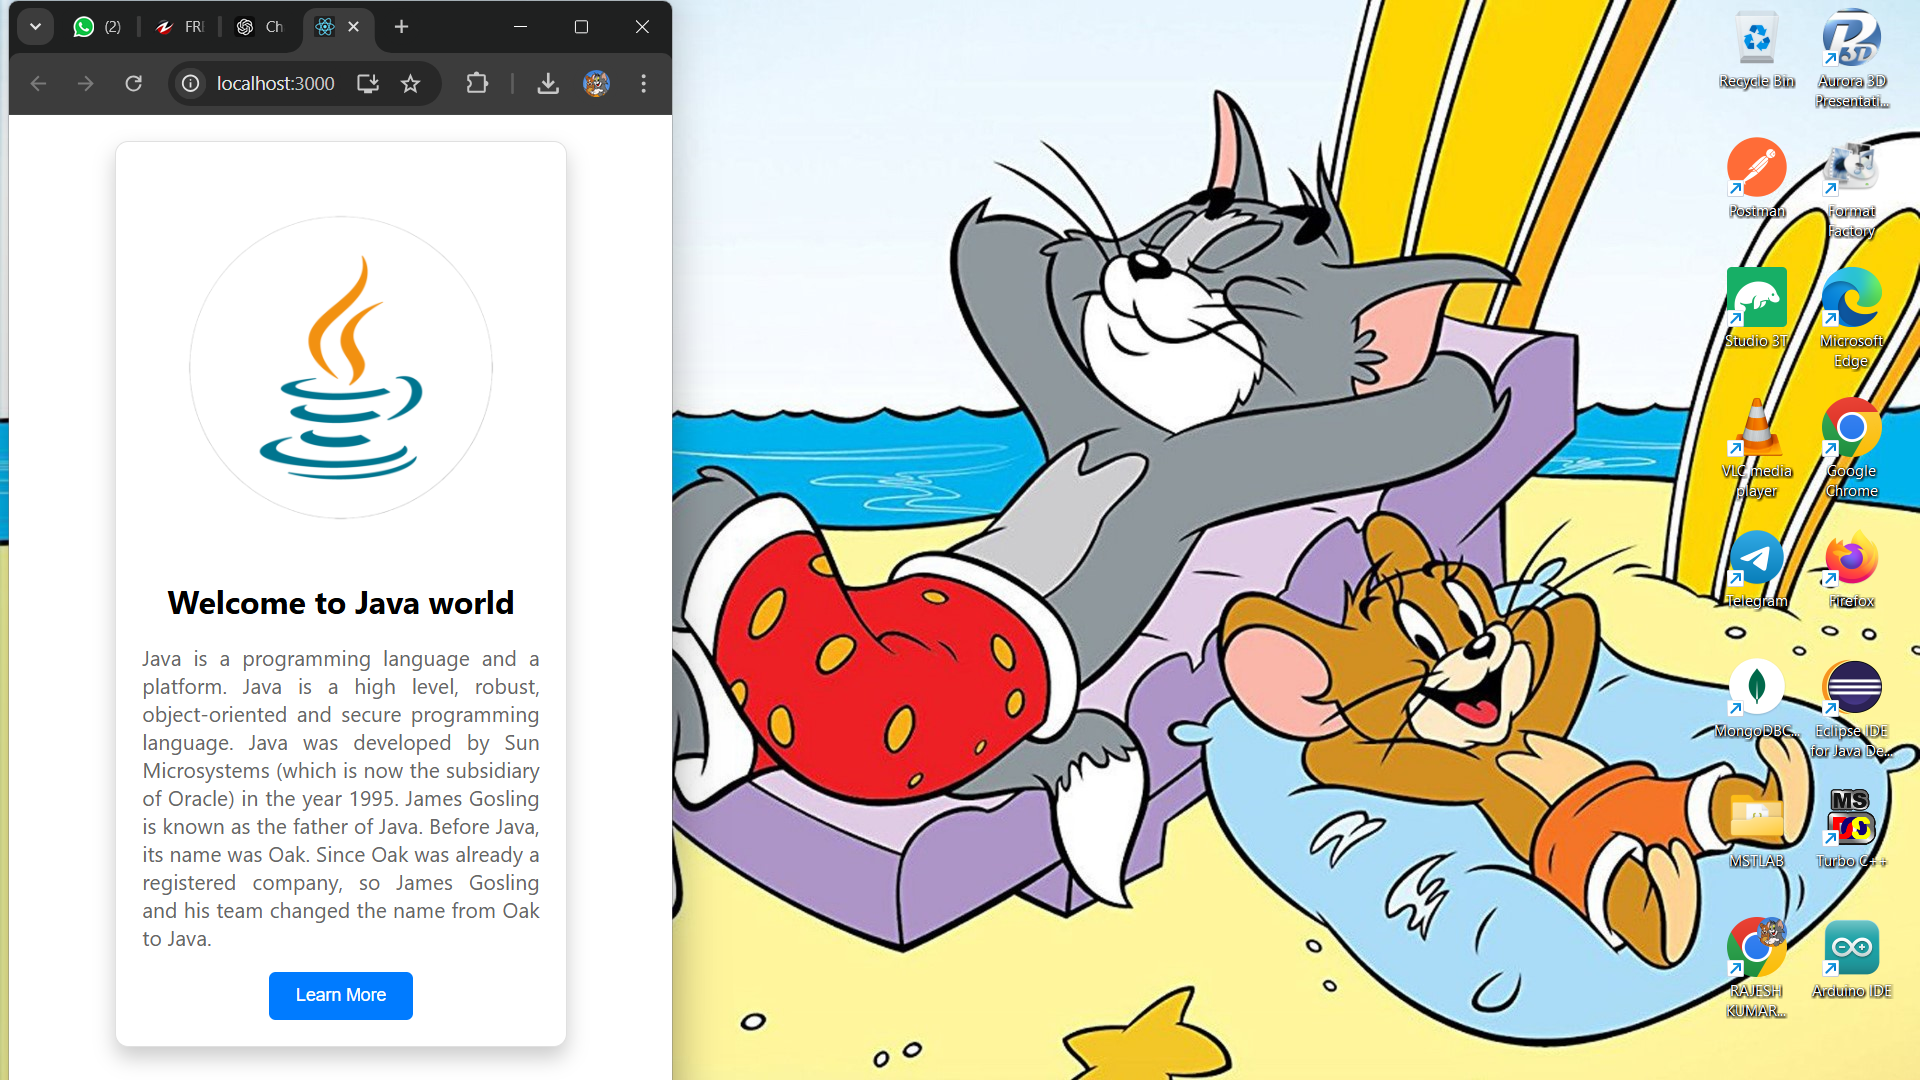 (2)
FRI
Ch
localhost:3000
Welcome to Java world
Java is a programming language and a
platform. Java is a high level, robust,
object-oriented and secure programming
language. Java was developed by Sun
Microsystems (which is now the subsidiary
of Oracle) in the year 1995. James Gosling
is known as the father of Java. Before Java,
its name was Oak. Since Oak was already a
registered company, so James Gosling
and his team changed the name from Oak
to Java.
Learn More
Recycle Bin
Aurora 3D
Presentati...
Postman
Format
Factory
Studio 3T
Microsoft
Edge
VLC media
player
Google
Chrome
Telegram
Firefox
MongoDBC...
Eclipse IDE
for Java De...
MSTLAB
MS
Turbo C++
RAJESH
KUMAR...
Arduino IDE